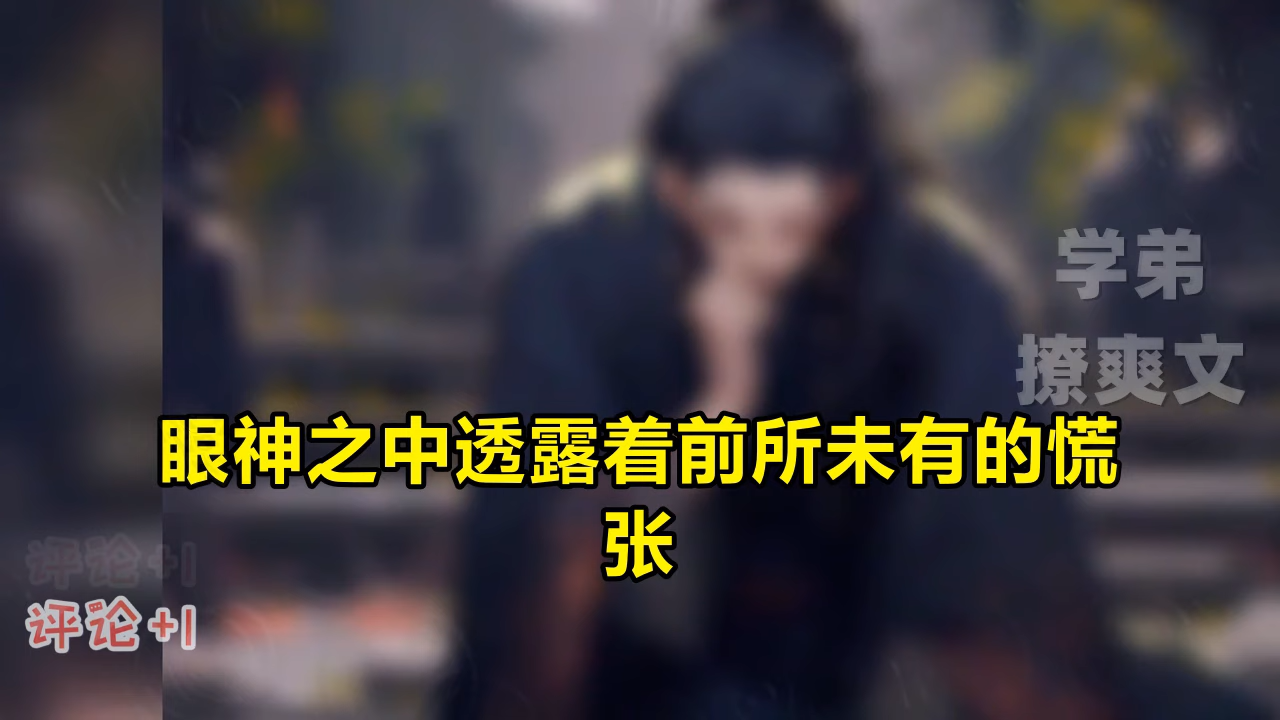 学弟
撩爽文
眼神之中透露着前所未有的慌
张
评论+1
评论+1